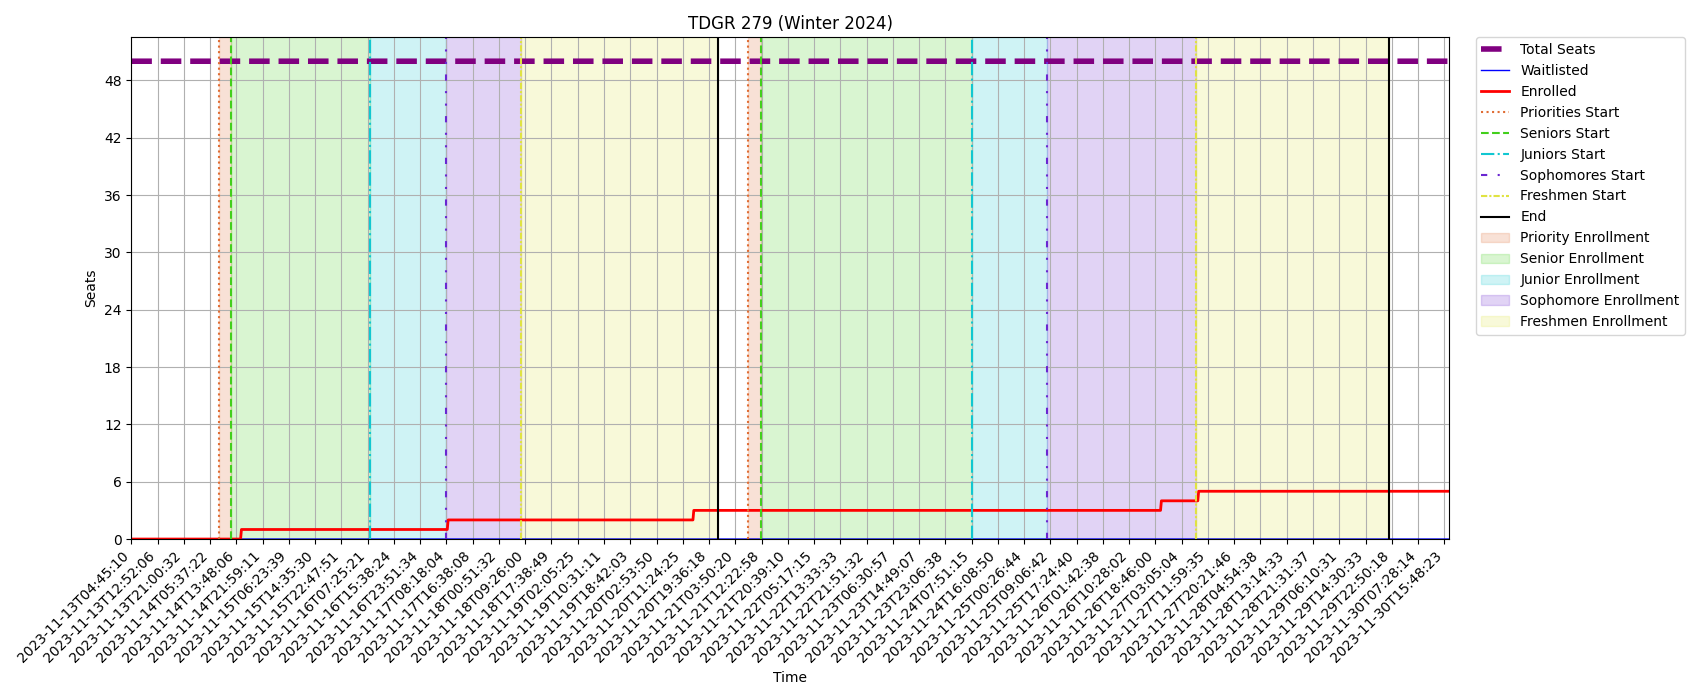 TDGR 279 (Winter 2024)
Seats
48
42
36
30
24
18
12
6
0
2023-11-13T04:45:10
2023-11-13T12:52:06
2023-11-13T21:00:32
2023-11-14T05:37:22
2023-11-14T13:48:06
2023-11-14T21:59:11
2023-11-15T06:23:39
2023-11-15T14:35:30
2023-11-15T22:47:51
2023-11-16T07:25:21
2023-11-16T15:38:24
2023-11-16T23:51:34
2023-11-17T08:18:04
2023-11-17T16:38:08
2023-11-18T00:51:32
2023-11-18T09:26:00
2023-11-18T17:38:49
2023-11-19T02:05:25
2023-11-19T10:31:11
2023-11-19T18:42:03
2023-11-20T02:53:50
2023-11-20T11:24:25
2023-11-20T19:36:18
2023-11-21T03:50:20
2023-11-21T12:22:58
2023-11-21T20:39:10
2023-11-22T05:17:15
2023-11-22T13:33:33
2023-11-22T21:51:32
2023-11-23T06:30:57
2023-11-23T14:49:07
2023-11-23T23:06:38
2023-11-24T07:51:15
2023-11-24T16:08:50
2023-11-25T00:26:44
2023-11-25T09:06:42
2023-11-25T17:24:40
2023-11-26T01:42:38
2023-11-26T10:28:02
2023-11-26T18:46:00
2023-11-27T03:05:04
2023-11-27T11:59:35
2023-11-27T20:21:46
2023-11-28T04:54:38
2023-11-28T13:14:33
2023-11-28T21:31:37
2023-11-29T06:10:31
2023-11-29T14:30:33
2023-11-29T22:50:18
2023-11-30T07:28:14
2023-11-30T15:48:23
Time
Total Seats
Waitlisted
Enrolled
Priorities Start
Seniors Start
Juniors Start
Sophomores Start
Freshmen Start
End
Priority Enrollment
Senior Enrollment
Junior Enrollment
Sophomore Enrollment
Freshmen Enrollment